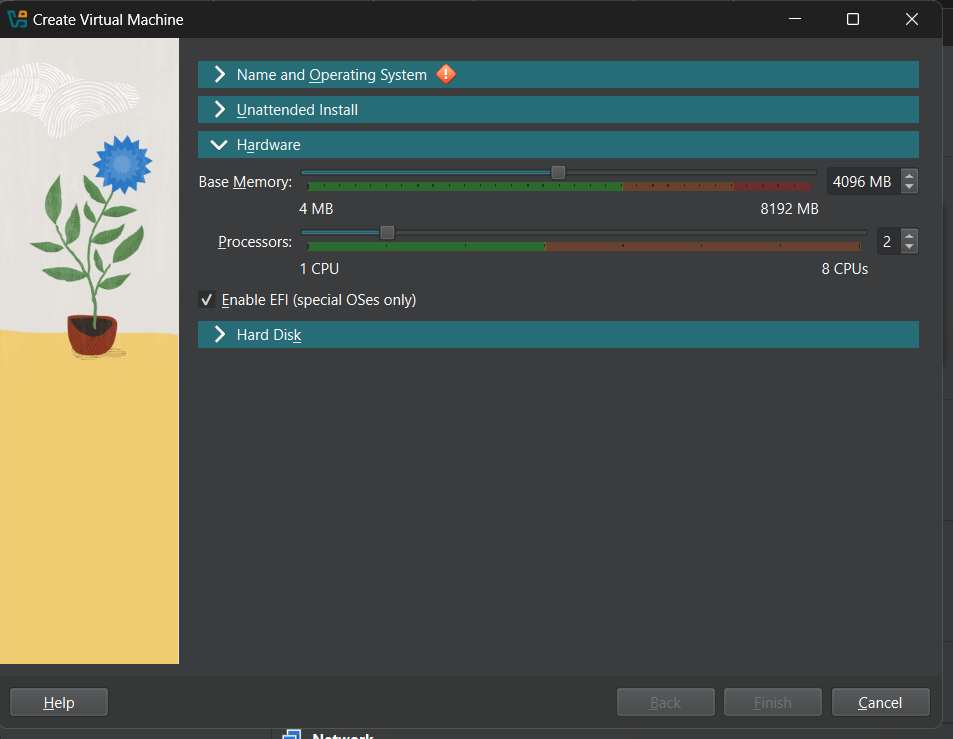 Create Virtual Machine
Name and Operating System
Unattended Install
Hardware
Base Memory: 4096 MB
4 MB 8192 MB
Processors: 2
1 CPU 8 CPUs
Enable EFI (special OSes only)
Hard Disk
Help Back Finish Cancel
Network